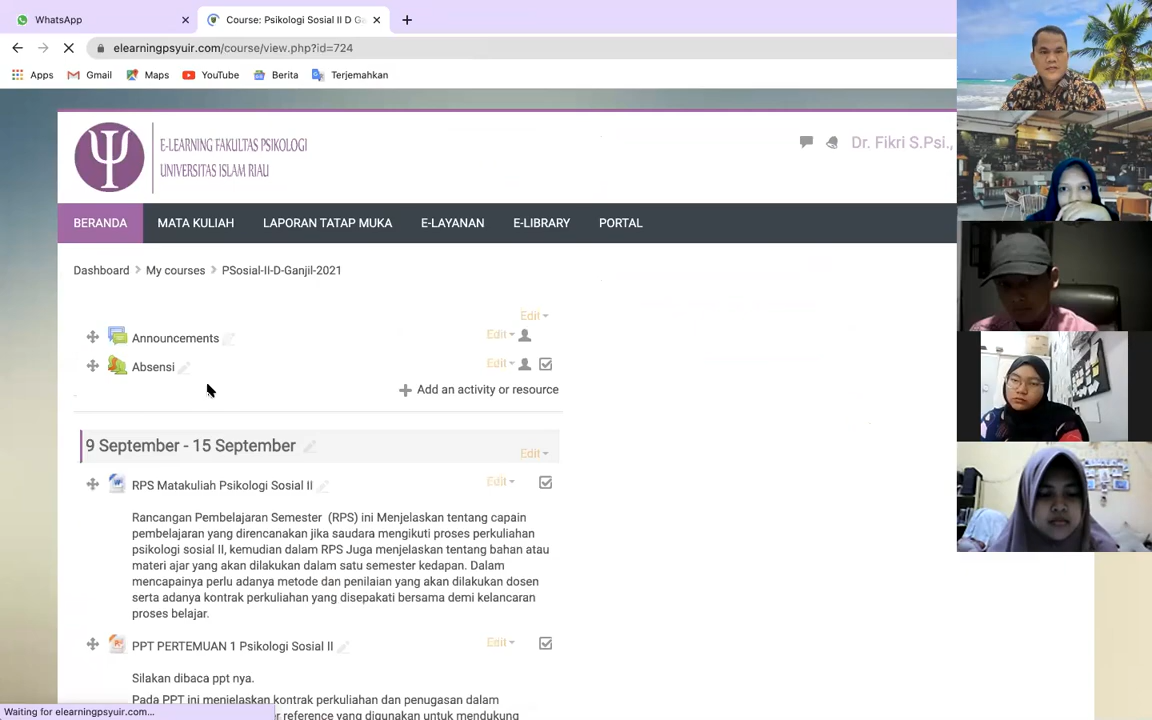 WhatsApp
Course: Psikologi Sosial II D G
elearningpsyuir.com/course/view.php?id=724
Apps Gmail Maps YouTube Berita Terjemahkan
E-LEARNING FAKULTAS PSIKOLOGI
UNIVERSITAS ISLAM RIAU
Dr. Fikri S.Psi.,
BERANDA MATA KULIAH LAPORAN TATAP MUKA E-LAYANAN E-LIBRARY PORTAL
Dashboard My courses PSosial-II-D-Ganjil-2021
Edit
Announcements Edit
Absensi Edit
Add an activity or resource
9 September - 15 September
Edit
RPS Matakuliah Psikologi Sosial II Edit
Rancangan Pembelajaran Semester (RPS) ini Menjelaskan tentang capain
pembelajaran yang direncanakan jika saudara mengikuti proses perkuliahan
psikologi sosial II, kemudian dalam RPS Juga menjelaskan tentang bahan atau
materi ajar yang akan dilakukan dalam satu semester kedapan. Dalam
mencapainya perlu adanya metode dan penilaian yang akan dilakukan dosen
serta adanya kontrak perkuliahan yang disepakati bersama demi kelancaran
proses belajar.
PPT PERTEMUAN 1 Psikologi Sosial II Edit
Silakan dibaca ppt nya.
Pada PPT ini menjelaskan kontrak perkuliahan dan penugasan dalam
reference yang digunakan untuk mendukung
Waiting for elearningpsyuir.com...